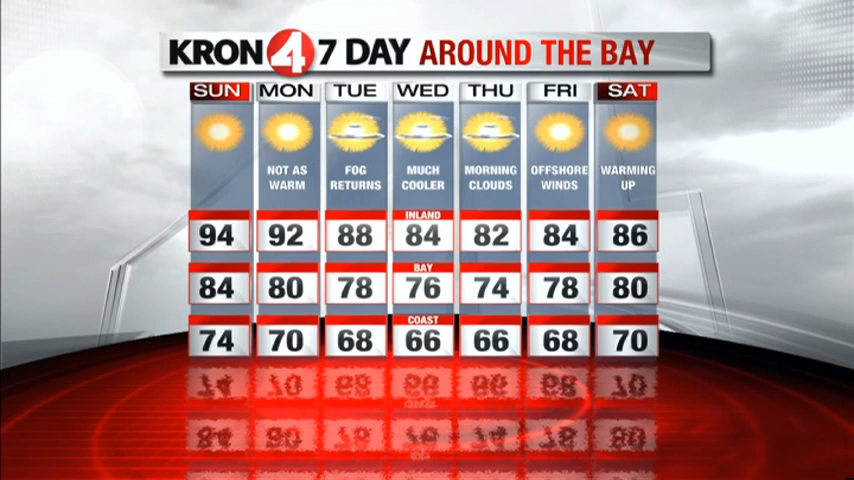 KRON 4 7 DAY AROUND THE BAY
SUN MON TUE WED THU FRI SAT
NOT AS WARM
FOG RETURNS
MUCH COOLER
MORNING CLOUDS
OFFSHORE WINDS
WARMING UP
INLAND
94 92 88 84 82 84 86
BAY
84 80 78 76 74 78 80
COAST
74 70 68 66 66 68 70